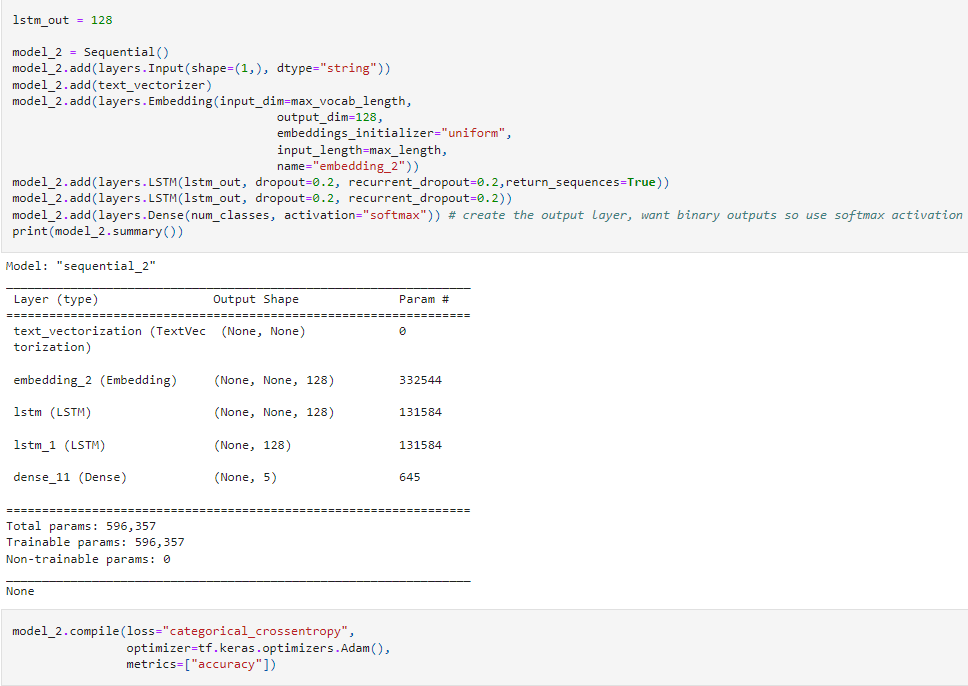 lstm_out = 128
model_2 = Sequential()
model_2.add(layers.Input(shape=(1,), dtype="string"))
model_2.add(text_vectorizer)
model_2.add(layers.Embedding(input_dim=max_vocab_length,
output_dim=128,
embeddings_initializer="uniform",
input_length=max_length,
name="embedding_2"))
model_2.add(layers.LSTM(lstm_out, dropout=0.2, recurrent_dropout=0.2,return_sequences=True))
model_2.add(layers.LSTM(lstm_out, dropout=0.2, recurrent_dropout=0.2))
model_2.add(layers.Dense(num_classes, activation="softmax")) # create the output layer, want binary outputs so use softmax activation
print(model_2.summary())
Model: "sequential_2"
_________________________________________________________________
Layer (type) Output Shape Param #
=================================================================
text_vectorization (TextVec (None, None) 0
torization)
embedding_2 (Embedding) (None, None, 128) 332544
lstm (LSTM) (None, None, 128) 131584
lstm_1 (LSTM) (None, 128) 131584
dense_11 (Dense) (None, 5) 645
=================================================================
Total params: 596,357
Trainable params: 596,357
Non-trainable params: 0
_________________________________________________________________
None
model_2.compile(loss="categorical_crossentropy",
optimizer=tf.keras.optimizers.Adam(),
metrics=["accuracy"])